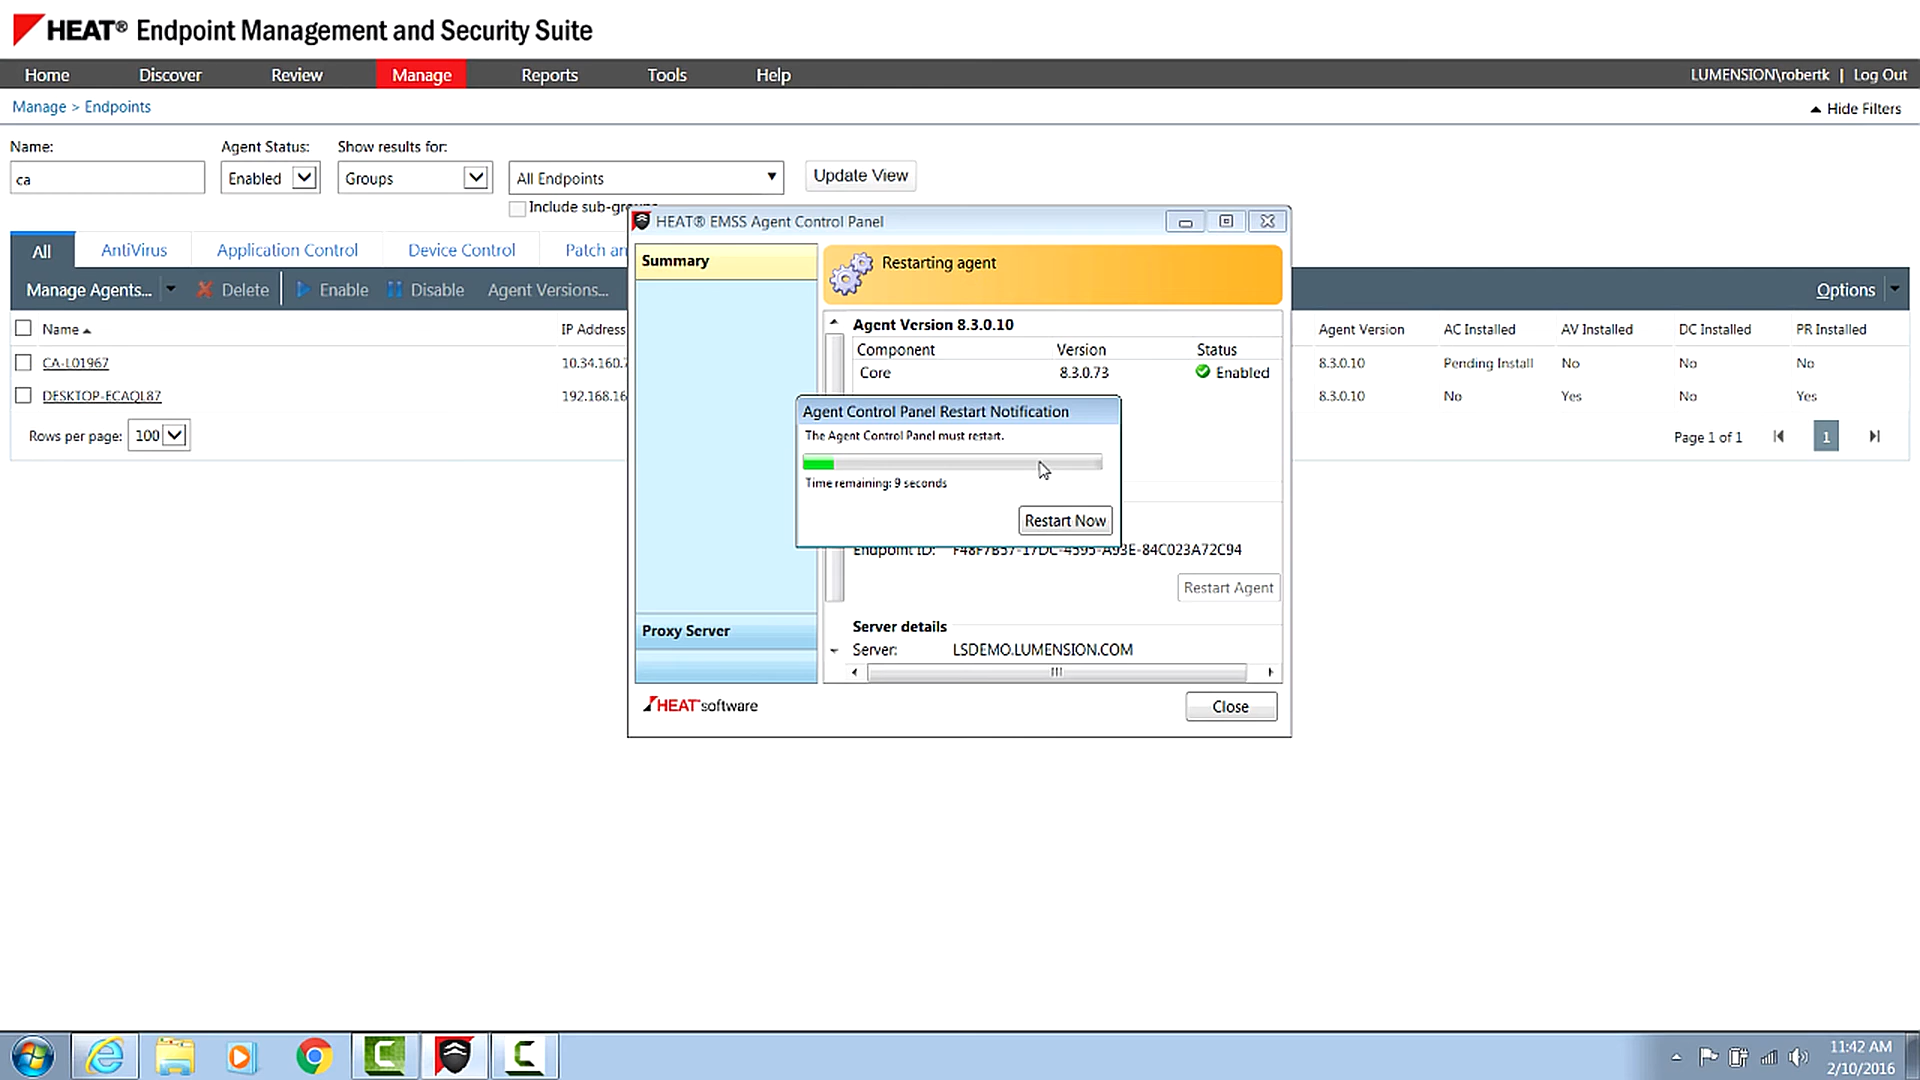 HEAT® Endpoint Management and Security Suite
Home Discover Review Manage Reports Tools Help LUMENSION\robertk | Log Out
Manage > Endpoints Hide Filters
Name: Agent Status: Show results for:
ca Enabled Groups All Endpoints Update View
Include sub-groups
HEAT® EMSS Agent Control Panel
All AntiVirus Application Control Device Control Patch an
Summary
Restarting agent
Manage Agents... Delete Enable Disable Agent Versions... Options
Agent Version 8.3.0.10
Name IP Address Agent Version AC Installed AV Installed DC Installed PR Installed
Component Version Status
CA-L01967 10.34.160. 8.3.0.10 Pending Install No No No
Core 8.3.0.73 Enabled
DESKTOP-ECAQL87 192.168.16 8.3.0.10 No Yes No Yes
Agent Control Panel Restart Notification
The Agent Control Panel must restart.
Rows per page: 100 Page 1 of 1 1
Time remaining: 9 seconds
Restart Now
Endpoint ID: F48F7B57-17DC-4595-A93E-84C023A72C94
Restart Agent
Server details
Proxy Server
Server: LSDEMO.LUMENSION.COM
HEAT software
Close
11:42 AM
2/10/2016